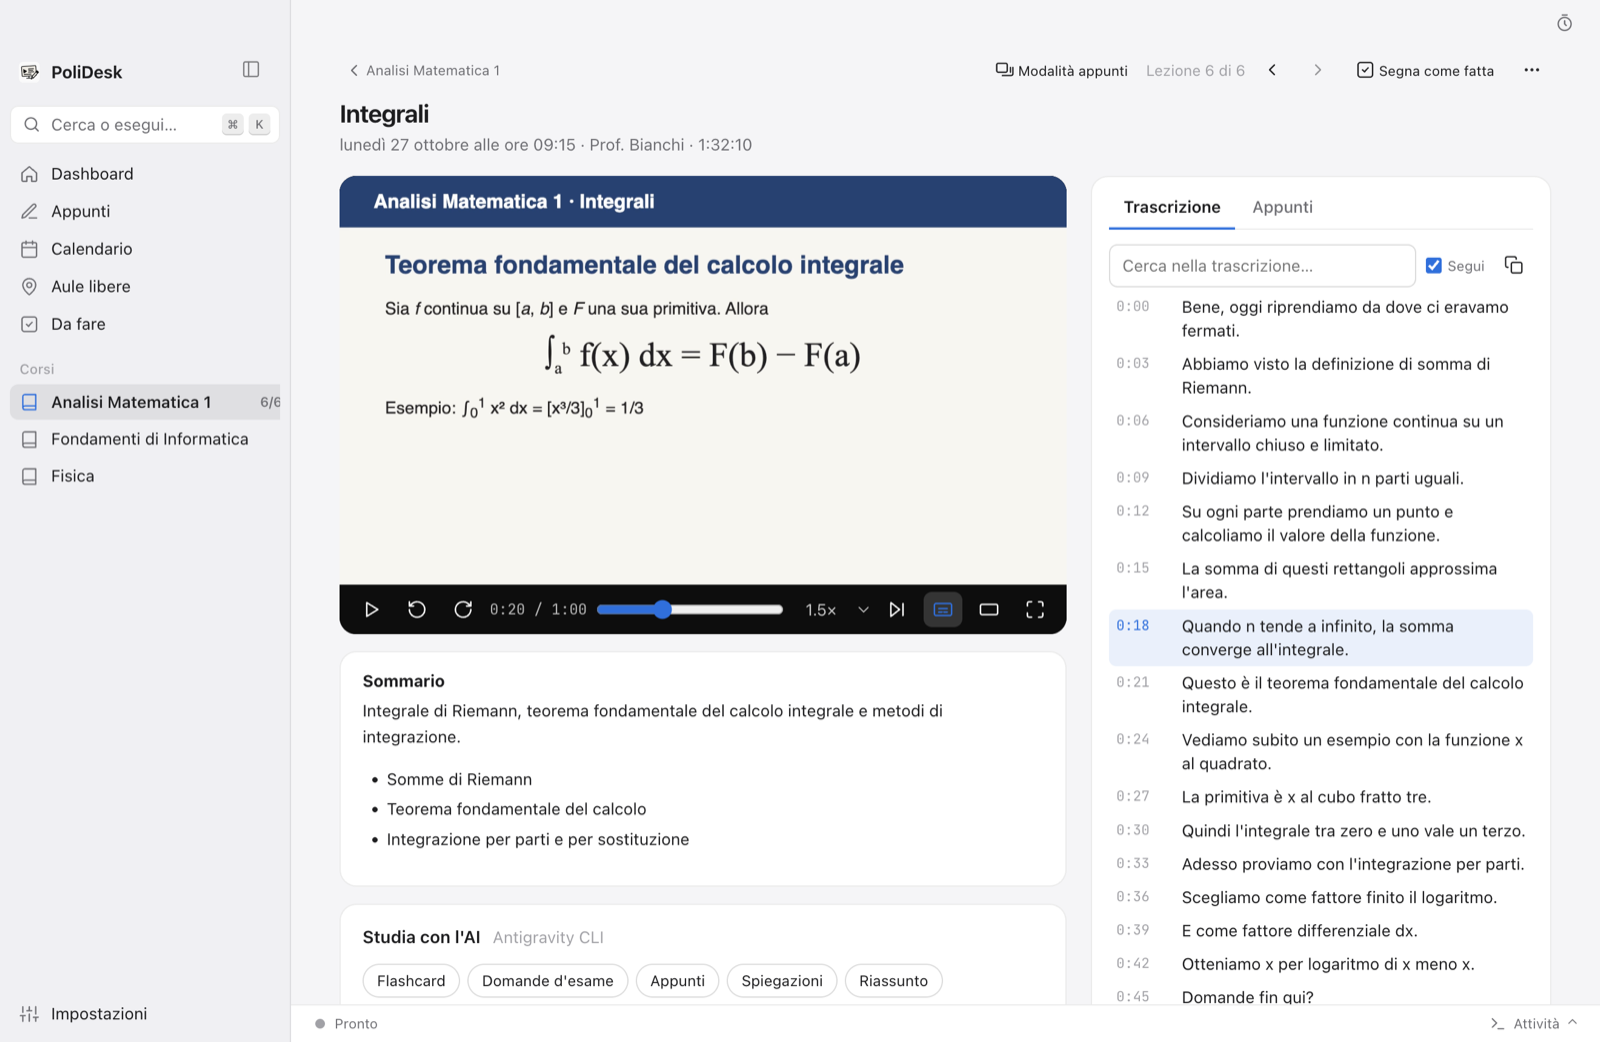 PoliDesk
Cerca o esegui...
⌘ K
Dashboard
Appunti
Calendario
Aule libere
Da fare
Corsi
Analisi Matematica 1 6/6
Fondamenti di Informatica
Fisica
Impostazioni
Analisi Matematica 1
Modalità appunti Lezione 6 di 6 Segna come fatta
Integrali
lunedì 27 ottobre alle ore 09:15 · Prof. Bianchi · 1:32:10
Analisi Matematica 1 · Integrali
Teorema fondamentale del calcolo integrale
Sia f continua su [a, b] e F una sua primitiva. Allora
∫ₐᵇ f(x) dx = F(b) − F(a)
Esempio: ∫₀¹ x² dx = [x³/3]₀¹ = 1/3
0:20 / 1:00 1.5×
Sommario
Integrale di Riemann, teorema fondamentale del calcolo integrale e metodi di
integrazione.
• Somme di Riemann
• Teorema fondamentale del calcolo
• Integrazione per parti e per sostituzione
Studia con l'AI Antigravity CLI
Flashcard Domande d'esame Appunti Spiegazioni Riassunto
Trascrizione Appunti
Cerca nella trascrizione... Segui
0:00 Bene, oggi riprendiamo da dove ci eravamo
fermati.
0:03 Abbiamo visto la definizione di somma di
Riemann.
0:06 Consideriamo una funzione continua su un
intervallo chiuso e limitato.
0:09 Dividiamo l'intervallo in n parti uguali.
0:12 Su ogni parte prendiamo un punto e
calcoliamo il valore della funzione.
0:15 La somma di questi rettangoli approssima
l'area.
0:18 Quando n tende a infinito, la somma
converge all'integrale.
0:21 Questo è il teorema fondamentale del calcolo
integrale.
0:24 Vediamo subito un esempio con la funzione x
al quadrato.
0:27 La primitiva è x al cubo fratto tre.
0:30 Quindi l'integrale tra zero e uno vale un terzo.
0:33 Adesso proviamo con l'integrazione per parti.
0:36 Scegliamo come fattore finito il logaritmo.
0:39 E come fattore differenziale dx.
0:42 Otteniamo x per logaritmo di x meno x.
0:45 Domande fin qui?
Pronto
Attività